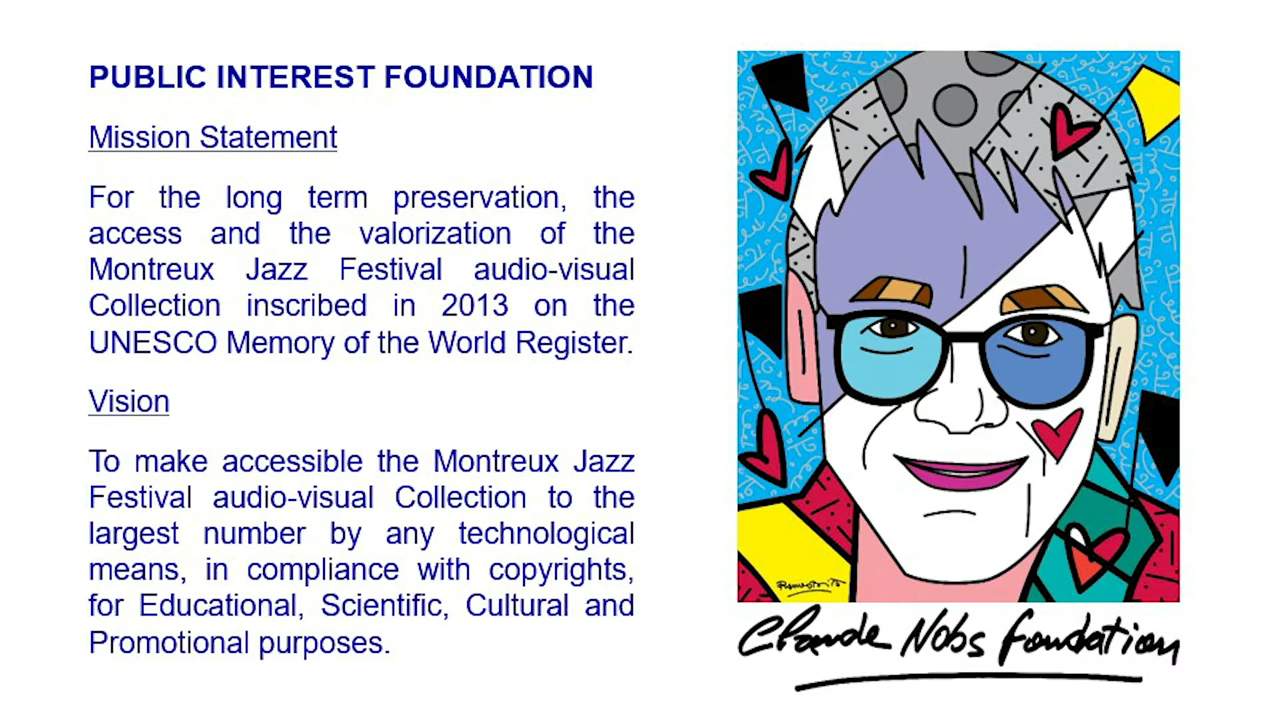 PUBLIC INTEREST FOUNDATION
Mission Statement
For the long term preservation, the
access and the valorization of the
Montreux Jazz Festival audio-visual
Collection inscribed in 2013 on the
UNESCO Memory of the World Register.
Vision
To make accessible the Montreux Jazz
Festival audio-visual Collection to the
largest number by any technological
means, in compliance with copyrights,
for Educational, Scientific, Cultural and
Promotional purposes.
Claude Nobs Foundation